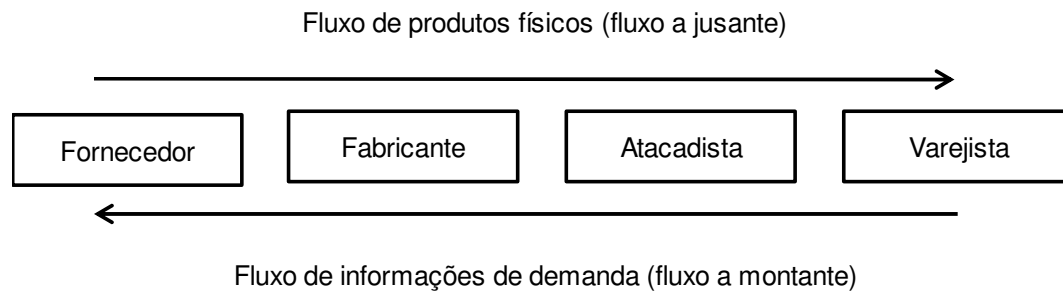 Fluxo de produtos físicos (fluxo a jusante)
Fornecedor
Fabricante
Atacadista
Varejista
Fluxo de informações de demanda (fluxo a montante)